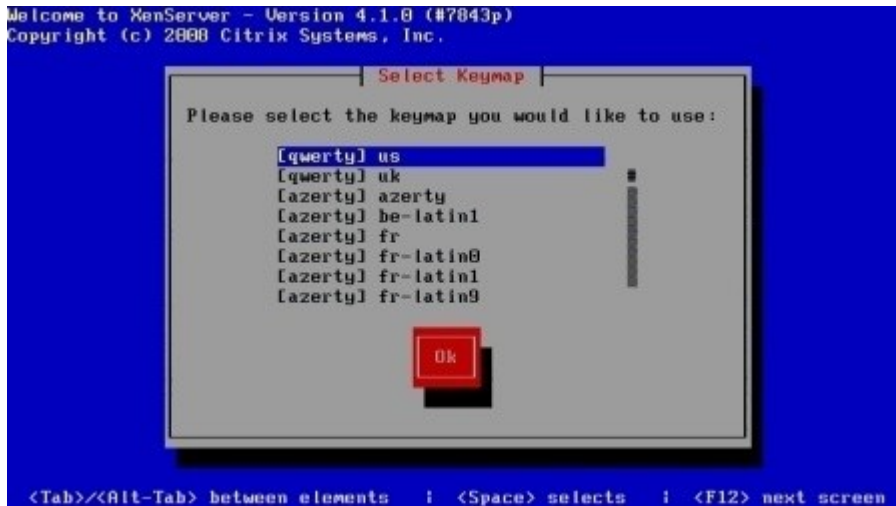 Welcome to XenServer - Version 4.1.0 (#7843p)
Copyright (c) 2008 Citrix Systems, Inc.
Select Keymap
Please select the keymap you would like to use:
[qwerty] us
[qwerty] uk
[azerty] azerty
[azerty] be-latin1
[azerty] fr
[azerty] fr-latin0
[azerty] fr-latin1
[azerty] fr-latin9
Ok
<Tab>/<Alt-Tab> between elements | <Space> selects | <F12> next screen